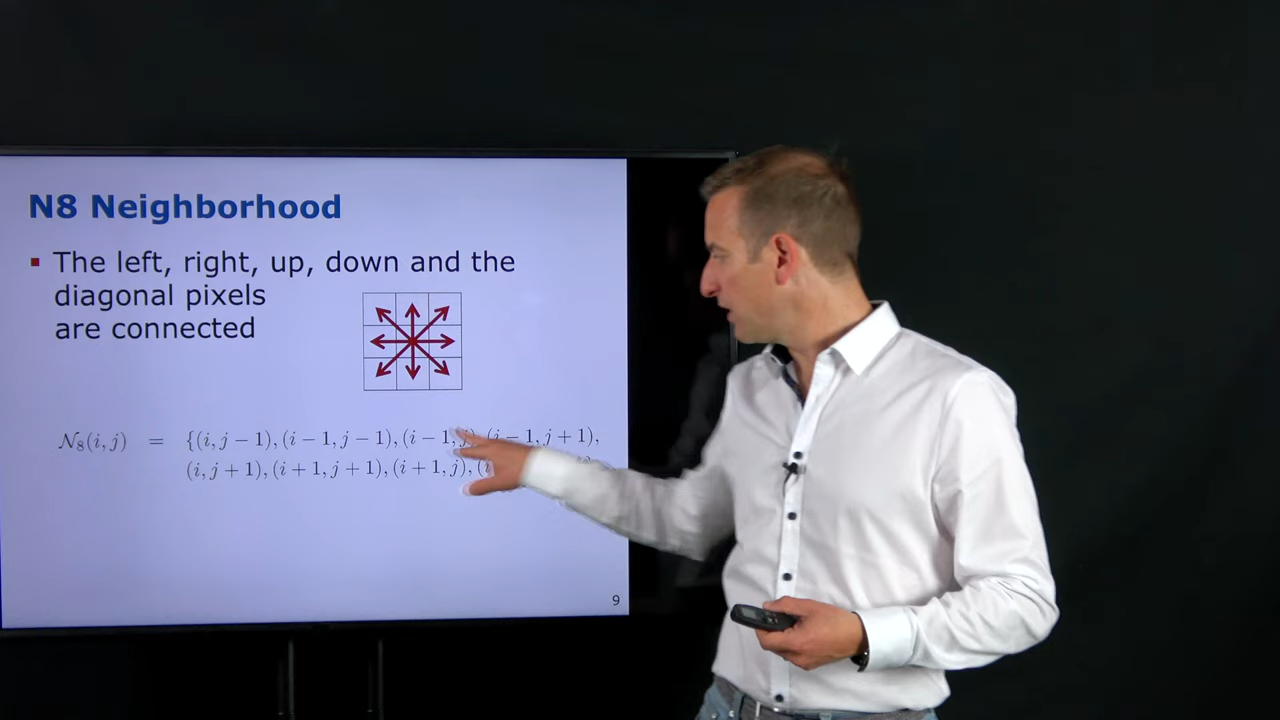 N8 Neighborhood
▪ The left, right, up, down and the
diagonal pixels
are connected
N₈(i, j) = {(i, j − 1), (i − 1, j − 1), (i − 1, j), (i − 1, j + 1),
(i, j + 1), (i + 1, j + 1), (i + 1, j), (i
9